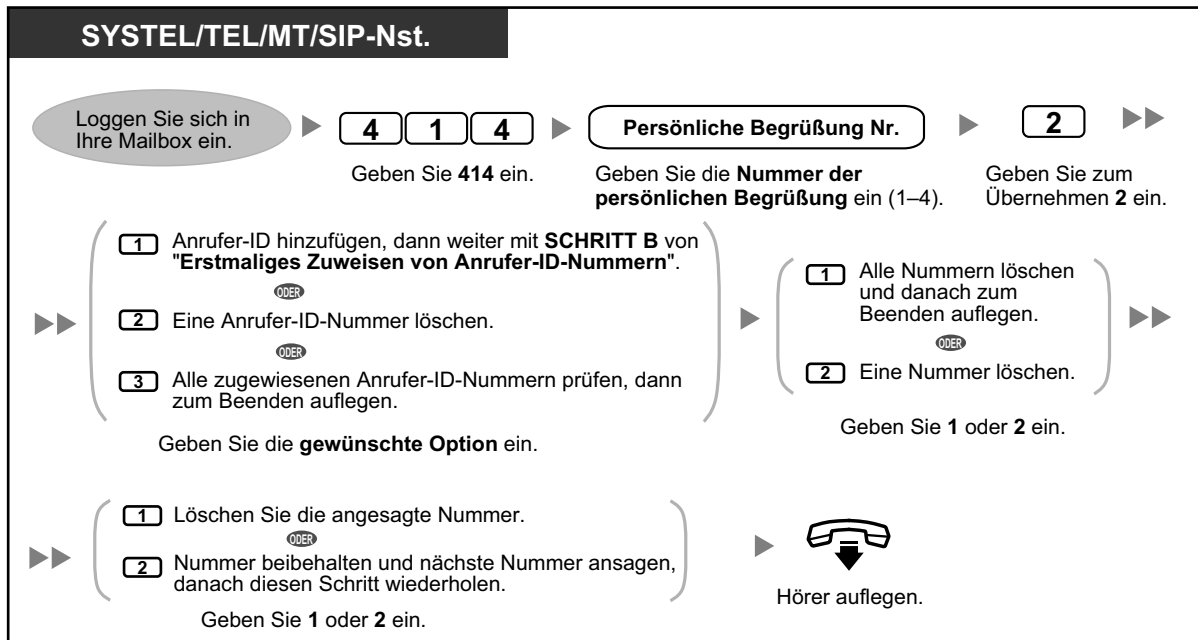 SYSTEL/TEL/MT/SIP-Nst.
Loggen Sie sich in
Ihre Mailbox ein.
4 1 4
Geben Sie 414 ein.
Persönliche Begrüßung Nr.
Geben Sie die Nummer der
persönlichen Begrüßung ein (1–4).
2
Geben Sie zum
Übernehmen 2 ein.
1 Anrufer-ID hinzufügen, dann weiter mit SCHRITT B von
"Erstmaliges Zuweisen von Anrufer-ID-Nummern".
ODER
2 Eine Anrufer-ID-Nummer löschen.
ODER
3 Alle zugewiesenen Anrufer-ID-Nummern prüfen, dann
zum Beenden auflegen.
Geben Sie die gewünschte Option ein.
1 Alle Nummern löschen
und danach zum
Beenden auflegen.
ODER
2 Eine Nummer löschen.
Geben Sie 1 oder 2 ein.
1 Löschen Sie die angesagte Nummer.
ODER
2 Nummer beibehalten und nächste Nummer ansagen,
danach diesen Schritt wiederholen.
Geben Sie 1 oder 2 ein.
Hörer auflegen.